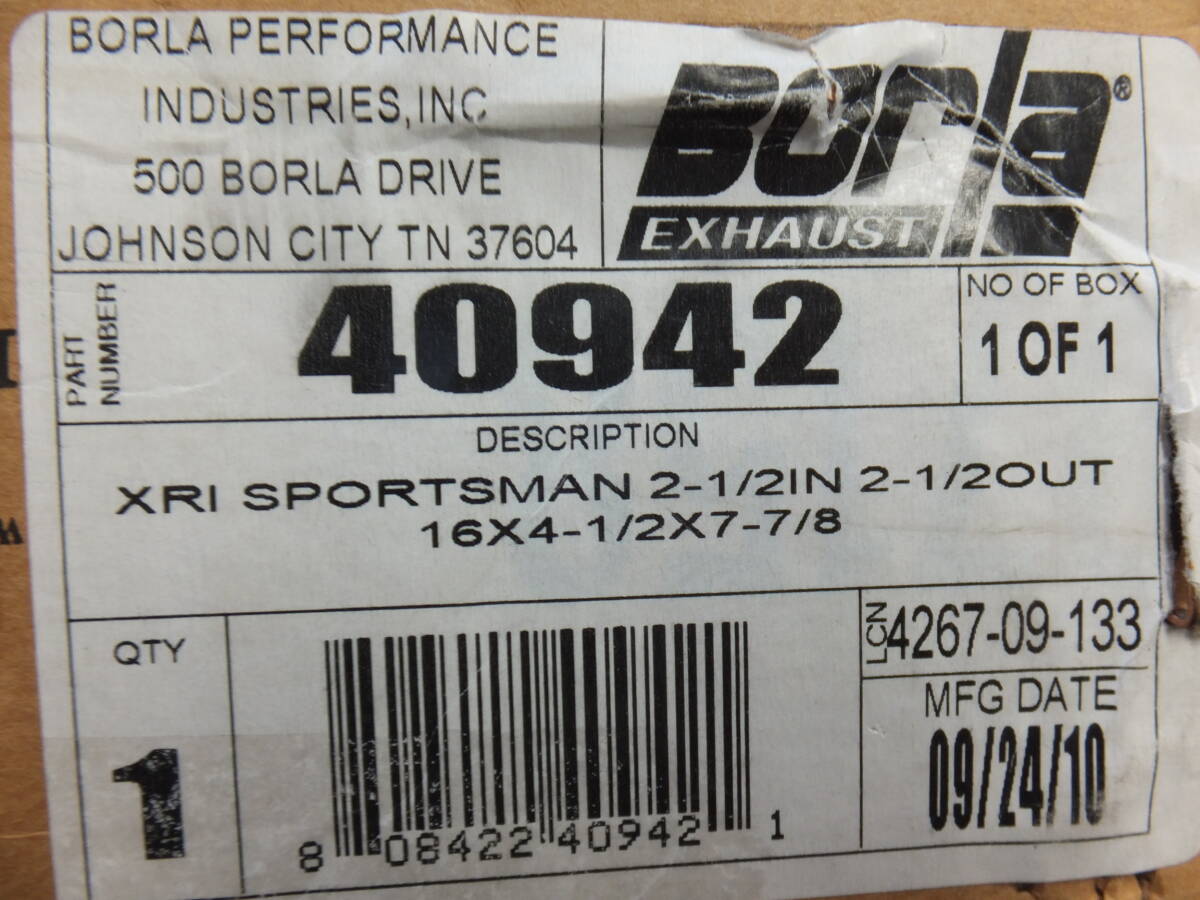 BORLA PERFORMANCE
INDUSTRIES, INC
500 BORLA DRIVE
JOHNSON CITY TN 37604
Borla®
EXHAUST
PART
NUMBER
40942
NO OF BOX
1 OF 1
DESCRIPTION
XRI SPORTSMAN 2-1/2IN 2-1/2OUT
16X4-1/2X7-7/8
QTY
1
8 08422 40942 1
LCN
4267-09-133
MFG DATE
09/24/10